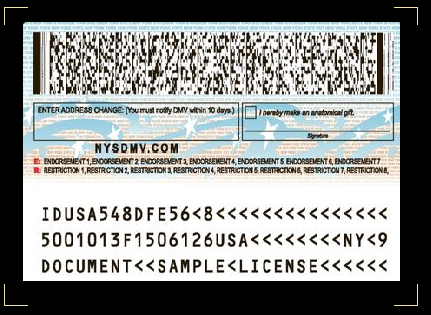 ENTER ADDRESS CHANGE: (You must notify DMV within 10 days)
I hereby make an anatomical gift.
Signature
NYSDMV.COM
E: ENDORSEMENT 1, ENDORSEMENT 2 ENDORSEMENT 3, ENDORSEMENT 4, ENDORSEMENT 5 ENDORSEMENT 6, ENDORSEMENT 7
R: RESTRICTION 1, RESTRICTION 2, RESTRICTION 3, RESTRICTION 4, RESTRICTION 5 RESTRICTION 6, RESTRICTION 7, RESTRICTION 8,
IDUSA548DFE56<8<<<<<<<<<<<<<<<
5001013F1506126USA<<<<<<<<NY<9
DOCUMENT<<SAMPLE<LICENSE<<<<<<